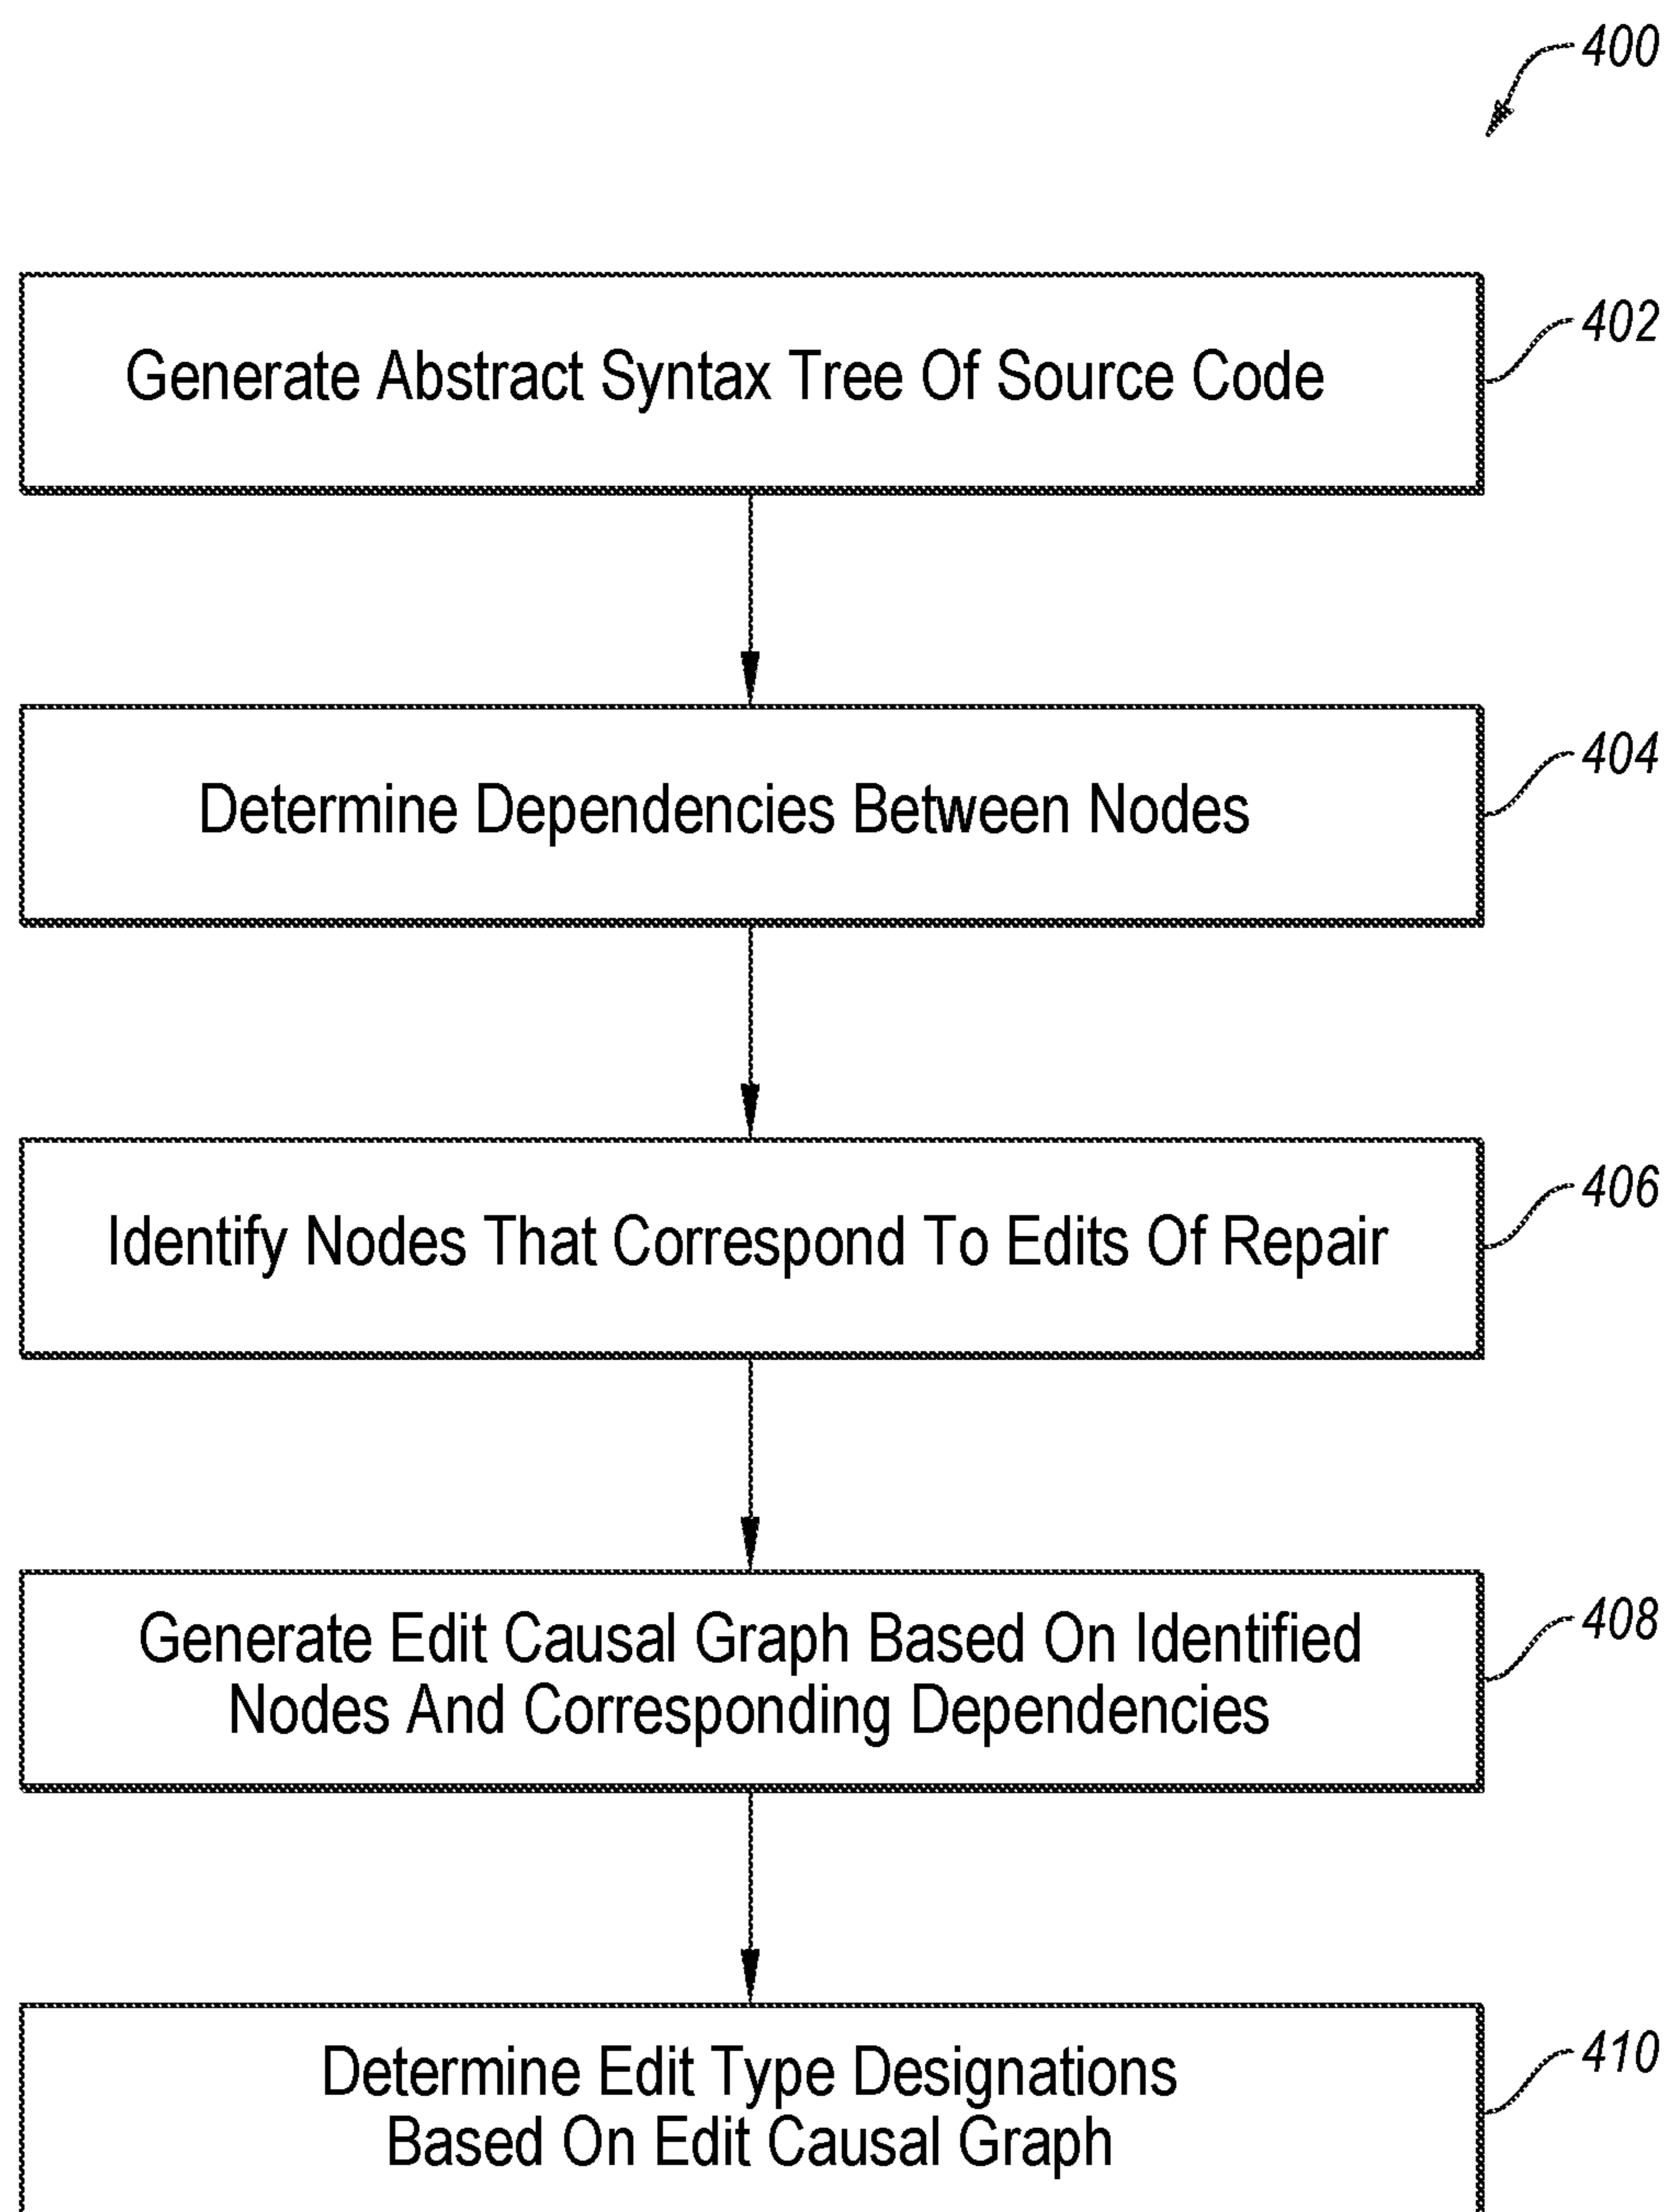 400
Generate Abstract Syntax Tree Of Source Code
402
Determine Dependencies Between Nodes
404
Identify Nodes That Correspond To Edits Of Repair
406
Generate Edit Causal Graph Based On Identified
Nodes And Corresponding Dependencies
408
Determine Edit Type Designations
Based On Edit Causal Graph
410